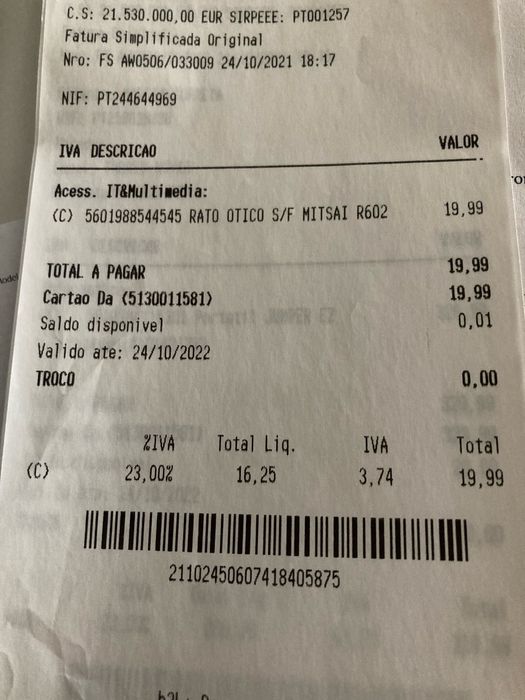 C.S: 21.530.000,00 EUR SIRPEEE: PT001257
Fatura Simplificada Original
Nro: FS AW0506/033009 24/10/2021 18:17
NIF: PT244644969
IVA DESCRICAO VALOR
Acess. IT&Multimedia:
(C) 5601988544545 RATO OTICO S/F MITSAI R602 19,99
TOTAL A PAGAR 19,99
Cartao Da (5130011581) 19,99
Saldo disponivel 0,01
Valido ate: 24/10/2022
TROCO 0,00
%IVA Total Liq. IVA Total
(C) 23,00% 16,25 3,74 19,99
21102450607418405875